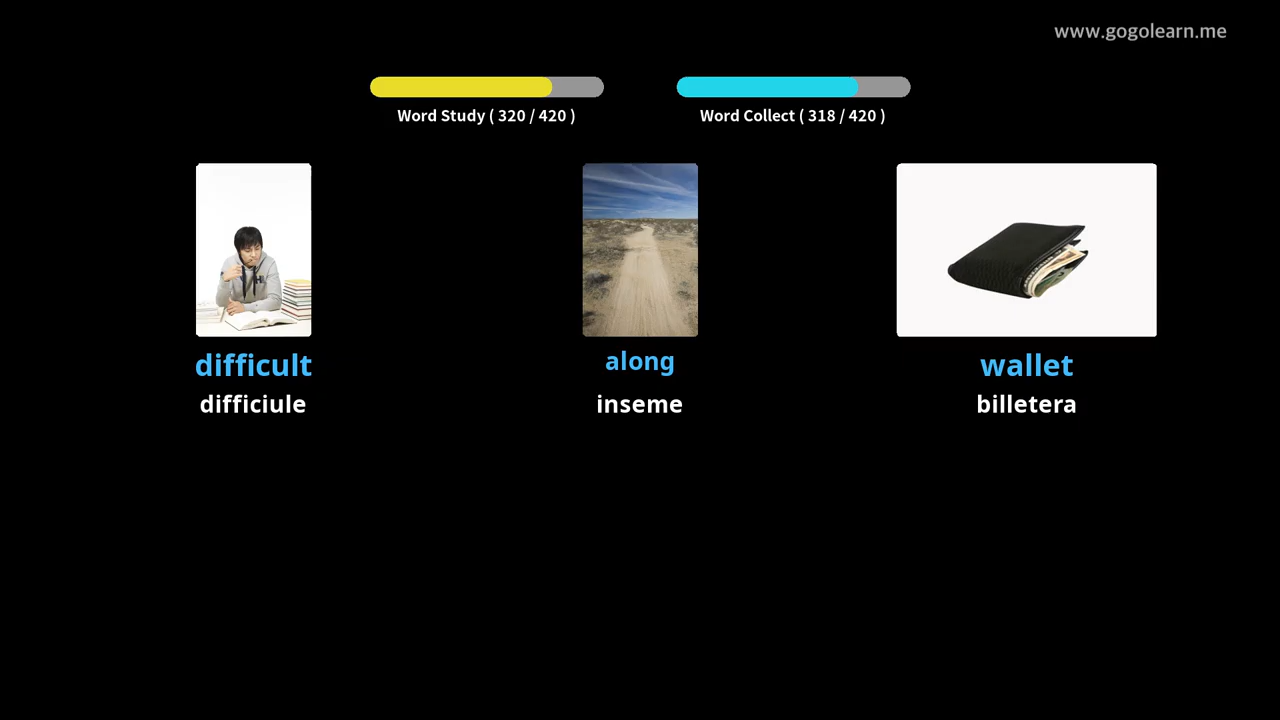 www.gogolearn.me
Word Study ( 320 / 420 )
Word Collect ( 318 / 420 )
difficult
along
wallet
difficiule
inseme
billetera